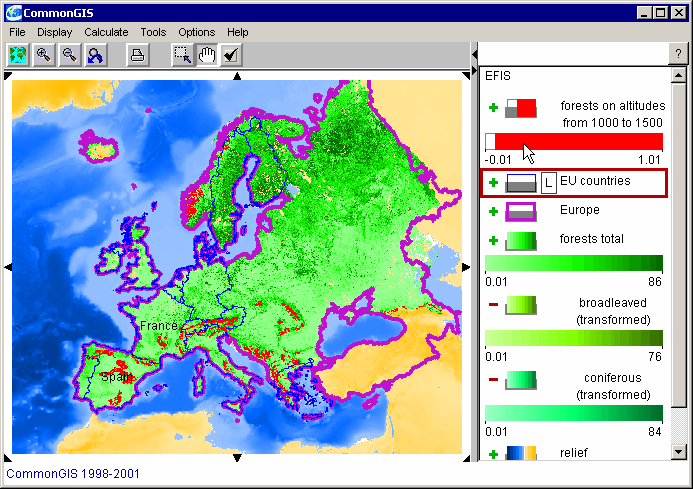 CommonGIS
File Display Calculate Tools Options Help
?
EFIS
forests on altitudes
from 1000 to 1500
-0.01 1.01
L EU countries
Europe
forests total
0.01 86
broadleaved
(transformed)
0.01 76
coniferous
(transformed)
0.01 84
relief
France
Spain
CommonGIS 1998-2001